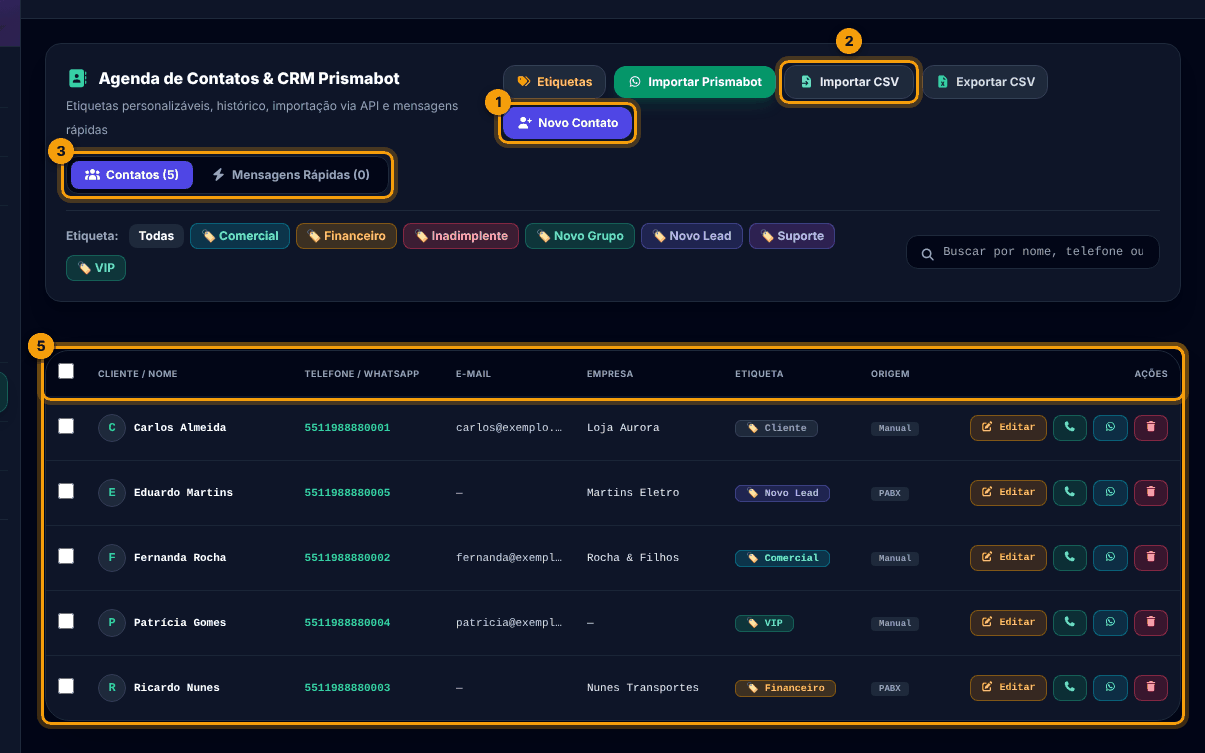 2
Agenda de Contatos & CRM Prismabot
Etiquetas
Importar Prismabot
Importar CSV
Exportar CSV
Etiquetas personalizáveis, histórico, importação via API e mensagens
rápidas
1
Novo Contato
3
Contatos (5)
Mensagens Rápidas (0)
Etiqueta:
Todas
Comercial
Financeiro
Inadimplente
Novo Grupo
Novo Lead
Suporte
VIP
Buscar por nome, telefone ou
5
CLIENTE / NOME TELEFONE / WHATSAPP E-MAIL EMPRESA ETIQUETA ORIGEM AÇÕES
C Carlos Almeida 5511988880001 carlos@exemplo.… Loja Aurora Cliente Manual Editar
E Eduardo Martins 5511988880005 — Martins Eletro Novo Lead PABX Editar
F Fernanda Rocha 5511988880002 fernanda@exempl… Rocha & Filhos Comercial Manual Editar
P Patrícia Gomes 5511988880004 patricia@exempl… — VIP Manual Editar
R Ricardo Nunes 5511988880003 — Nunes Transportes Financeiro PABX Editar